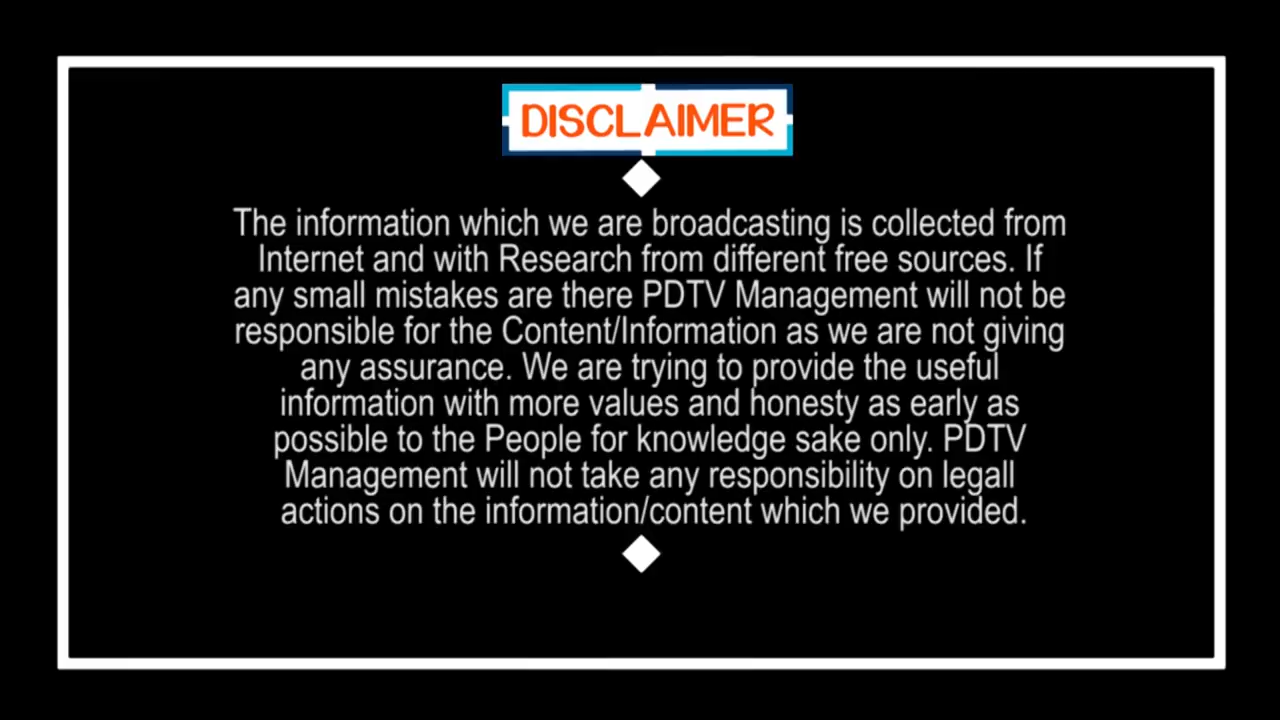 DISCLAIMER
The information which we are broadcasting is collected from
Internet and with Research from different free sources. If
any small mistakes are there PDTV Management will not be
responsible for the Content/Information as we are not giving
any assurance. We are trying to provide the useful
information with more values and honesty as early as
possible to the People for knowledge sake only. PDTV
Management will not take any responsibility on legall
actions on the information/content which we provided.